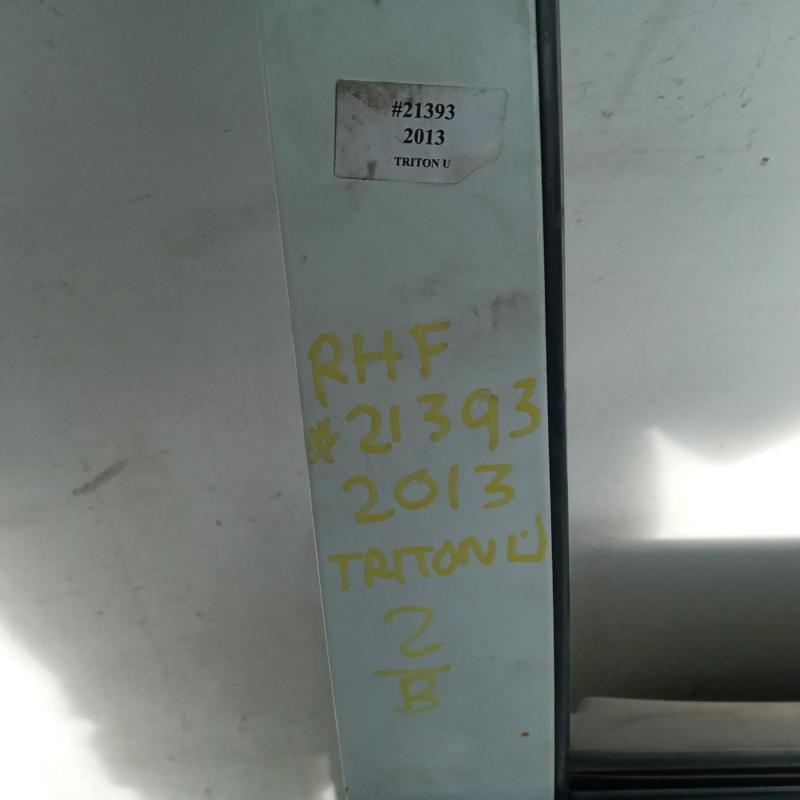 #21393
2013
TRITON U
RHF
*21393
2013
TRITON U
2
B